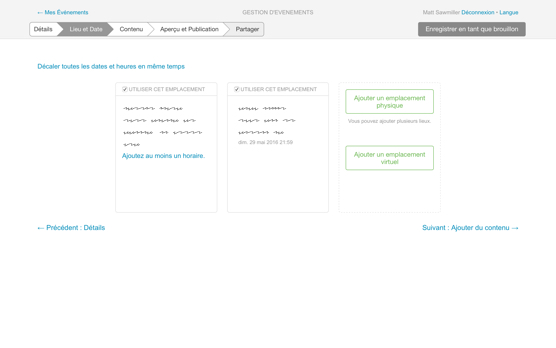 ← Mes Événements
GESTION D'EVENEMENTS
Matt Sawmiller Déconnexion • Langue
Détails
Lieu et Date
Contenu
Aperçu et Publication
Partager
Enregistrer en tant que brouillon
Décaler toutes les dates et heures en même temps
UTILISER CET EMPLACEMENT
Ajoutez au moins un horaire.
UTILISER CET EMPLACEMENT
dim. 29 mai 2016 21:59
Ajouter un emplacement
physique
Vous pouvez ajouter plusieurs lieux.
Ajouter un emplacement
virtuel
← Précédent : Détails
Suivant : Ajouter du contenu →